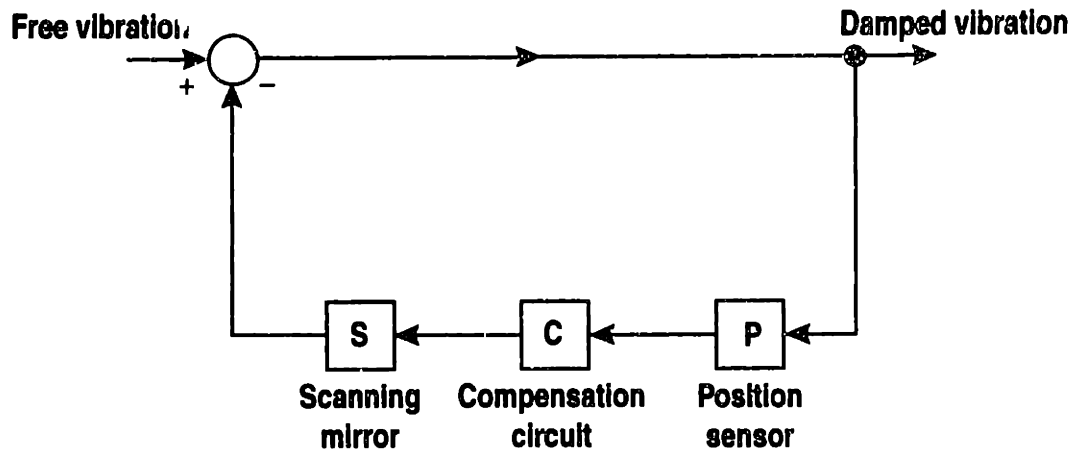 Free vibration
Damped vibration
+
−
S
C
P
Scanning
mirror
Compensation
circuit
Position
sensor